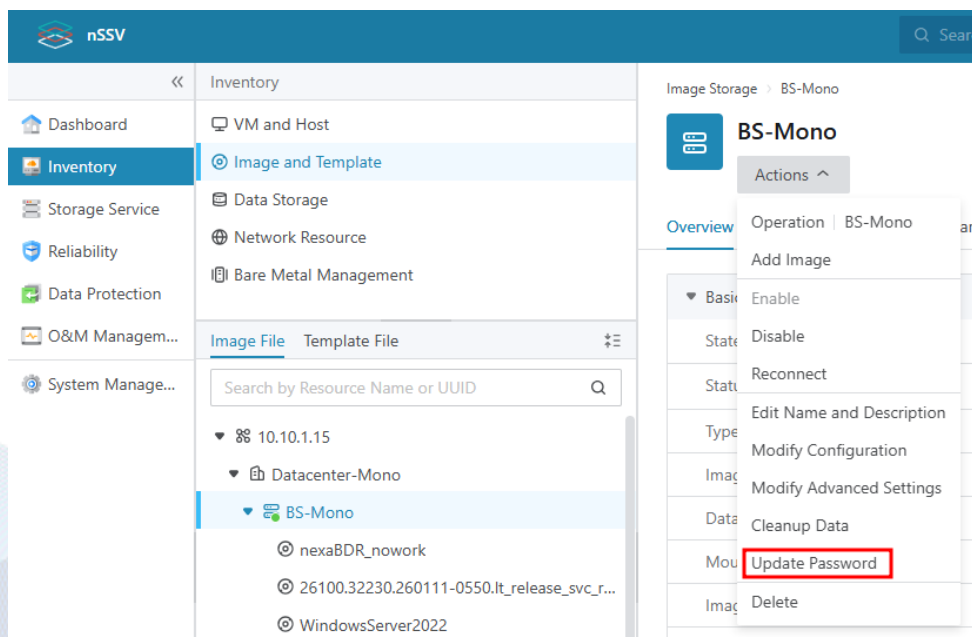 nSSV
Sear
Inventory
Dashboard
Inventory
Storage Service
Reliability
Data Protection
O&M Managem...
System Manage...
VM and Host
Image and Template
Data Storage
Network Resource
Bare Metal Management
Image File Template File
Search by Resource Name or UUID
10.10.1.15
Datacenter-Mono
BS-Mono
nexaBDR_nowork
26100.32230.260111-0550.lt_release_svc_r...
WindowsServer2022
Image Storage > BS-Mono
BS-Mono
Actions
Overview
Basi
State
Statu
Type
Imag
Data
Mou
Imag
Operation | BS-Mono
Add Image
Enable
Disable
Reconnect
Edit Name and Description
Modify Configuration
Modify Advanced Settings
Cleanup Data
Update Password
Delete